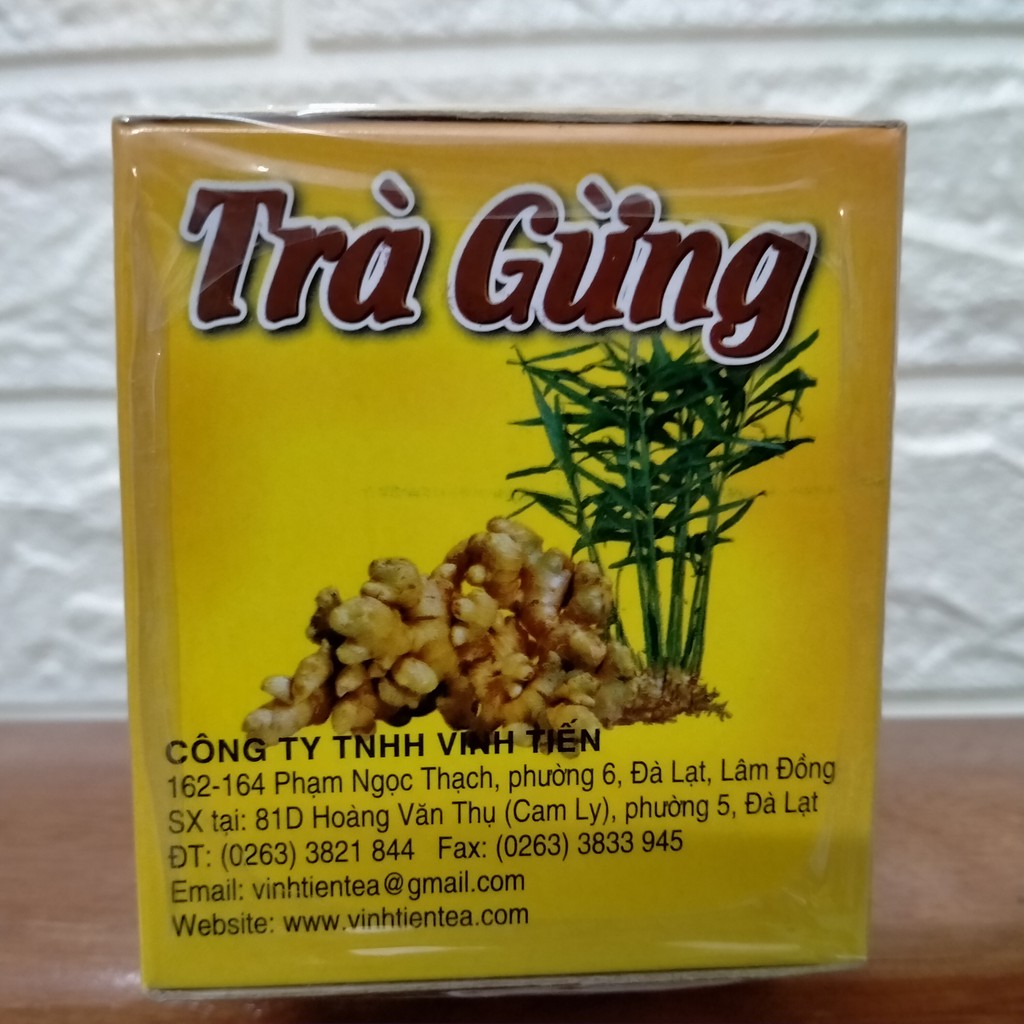 Trà Gừng
CÔNG TY TNHH VĨNH TIẾN
162-164 Phạm Ngọc Thạch, phường 6, Đà Lạt, Lâm Đồng
SX tại: 81D Hoàng Văn Thụ (Cam Ly), phường 5, Đà Lạt
ĐT: (0263) 3821 844 Fax: (0263) 3833 945
Email: vinhtientea@gmail.com
Website: www.vinhtientea.com